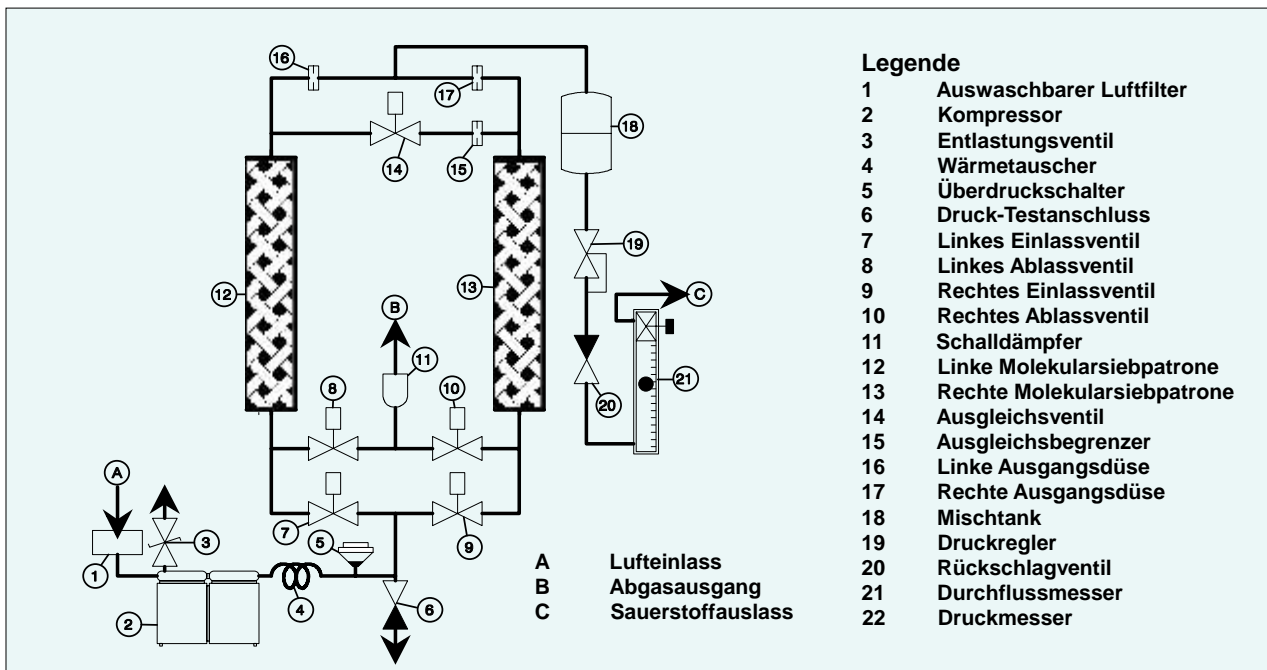 16
17
18
14
15
19
12
13
B
C
11
8
10
21
20
A
7
9
3
5
1
4
6
2
A Lufteinlass
B Abgasausgang
C Sauerstoffauslass
Legende
1 Auswaschbarer Luftfilter
2 Kompressor
3 Entlastungsventil
4 Wärmetauscher
5 Überdruckschalter
6 Druck-Testanschluss
7 Linkes Einlassventil
8 Linkes Ablassventil
9 Rechtes Einlassventil
10 Rechtes Ablassventil
11 Schalldämpfer
12 Linke Molekularsiebpatrone
13 Rechte Molekularsiebpatrone
14 Ausgleichsventil
15 Ausgleichsbegrenzer
16 Linke Ausgangsdüse
17 Rechte Ausgangsdüse
18 Mischtank
19 Druckregler
20 Rückschlagventil
21 Durchflussmesser
22 Druckmesser